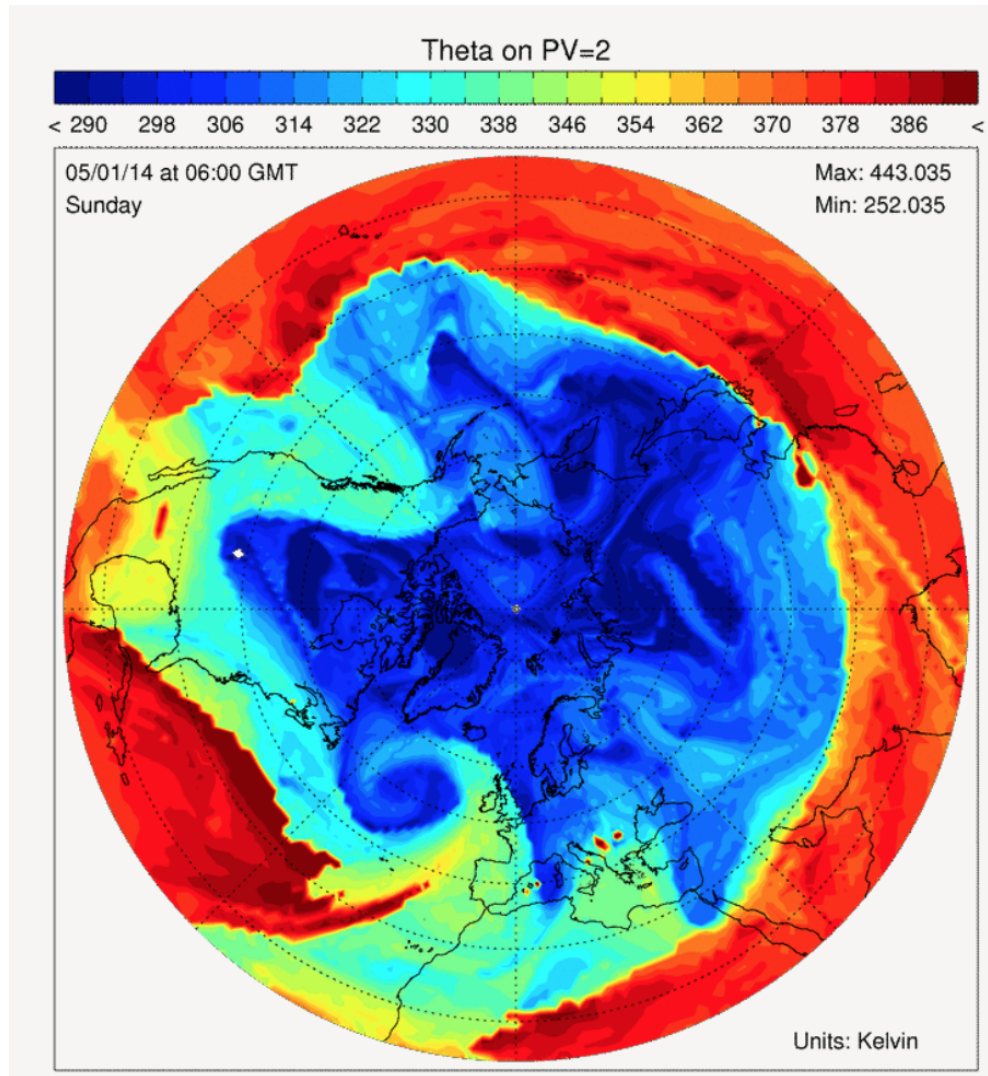 Theta on PV=2
< 290 298 306 314 322 330 338 346 354 362 370 378 386 <
05/01/14 at 06:00 GMT
Sunday
Max: 443.035
Min: 252.035
Units: Kelvin